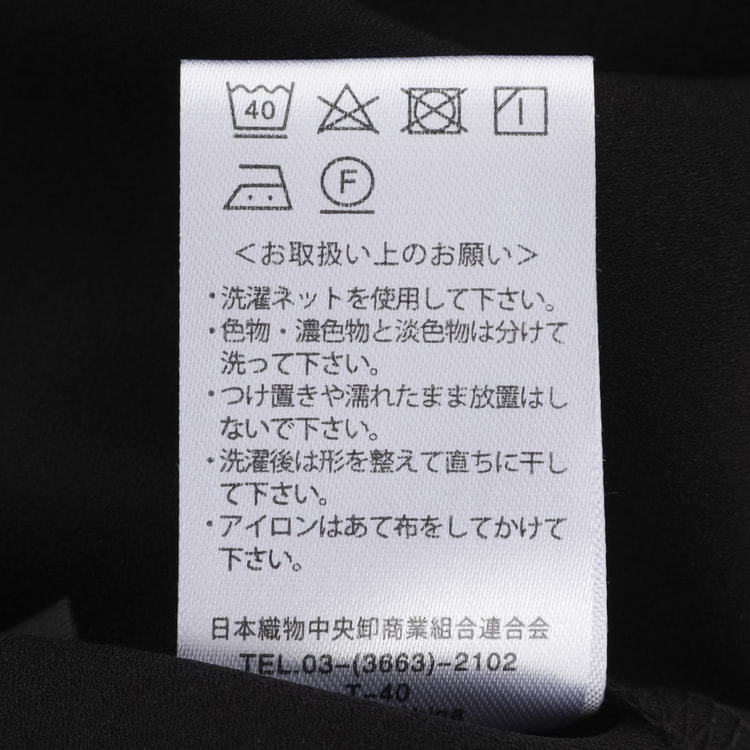 40
F
＜お取扱い上のお願い＞
・洗濯ネットを使用して下さい。
・色物・濃色物と淡色物は分けて
洗って下さい。
・つけ置きや濡れたまま放置はし
ないで下さい。
・洗濯後は形を整えて直ちに干し
て下さい。
・アイロンはあて布をしてかけて
下さい。
日本織物中央卸商業組合連合会
TEL.03-(3663)-2102
T-40